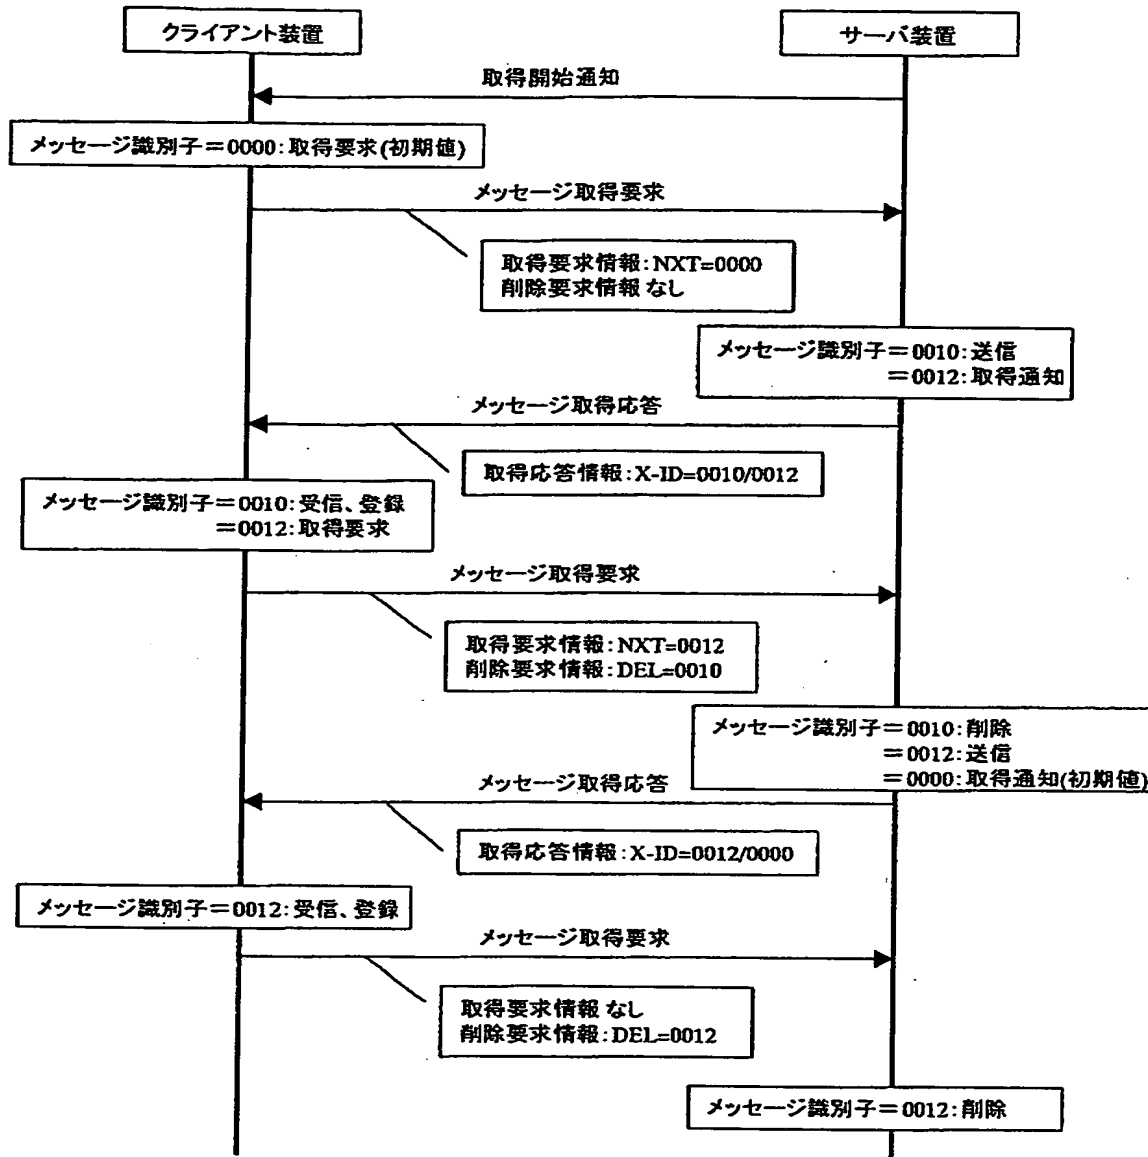 クライアント装置
サーバ装置
取得開始通知
メッセージ識別子＝0000:取得要求(初期値)
メッセージ取得要求
取得要求情報:NXT=0000
削除要求情報 なし
メッセージ識別子＝0010:送信
＝0012:取得通知
メッセージ取得応答
取得応答情報:X-ID=0010/0012
メッセージ識別子＝0010:受信、登録
＝0012:取得要求
メッセージ取得要求
取得要求情報:NXT=0012
削除要求情報:DEL=0010
メッセージ識別子＝0010:削除
＝0012:送信
＝0000:取得通知(初期値)
メッセージ取得応答
取得応答情報:X-ID=0012/0000
メッセージ識別子＝0012:受信、登録
メッセージ取得要求
取得要求情報 なし
削除要求情報:DEL=0012
メッセージ識別子＝0012:削除